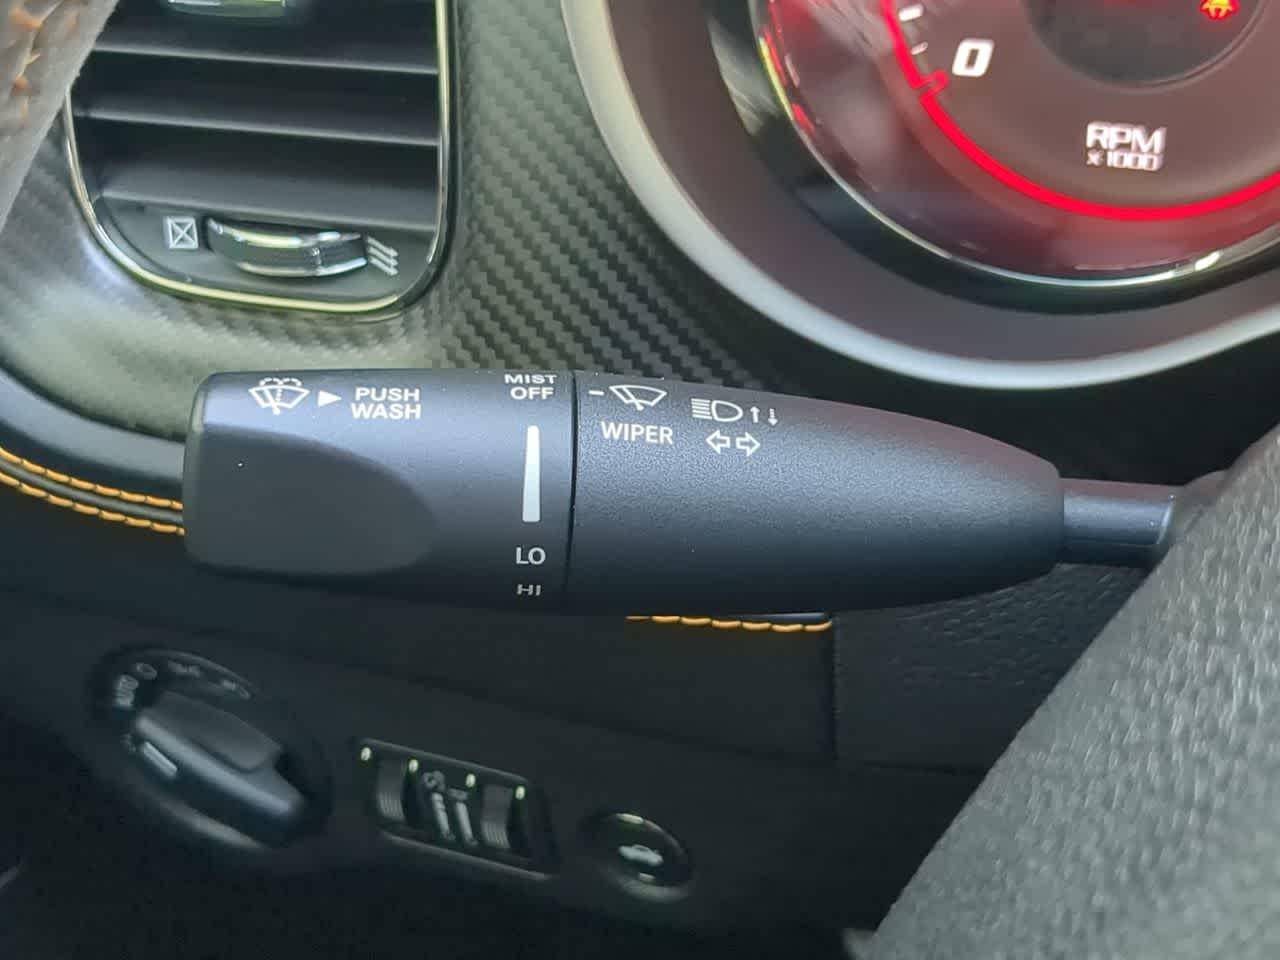 0
RPM
x1000
PUSH
WASH
MIST
OFF
WIPER
LO
HI